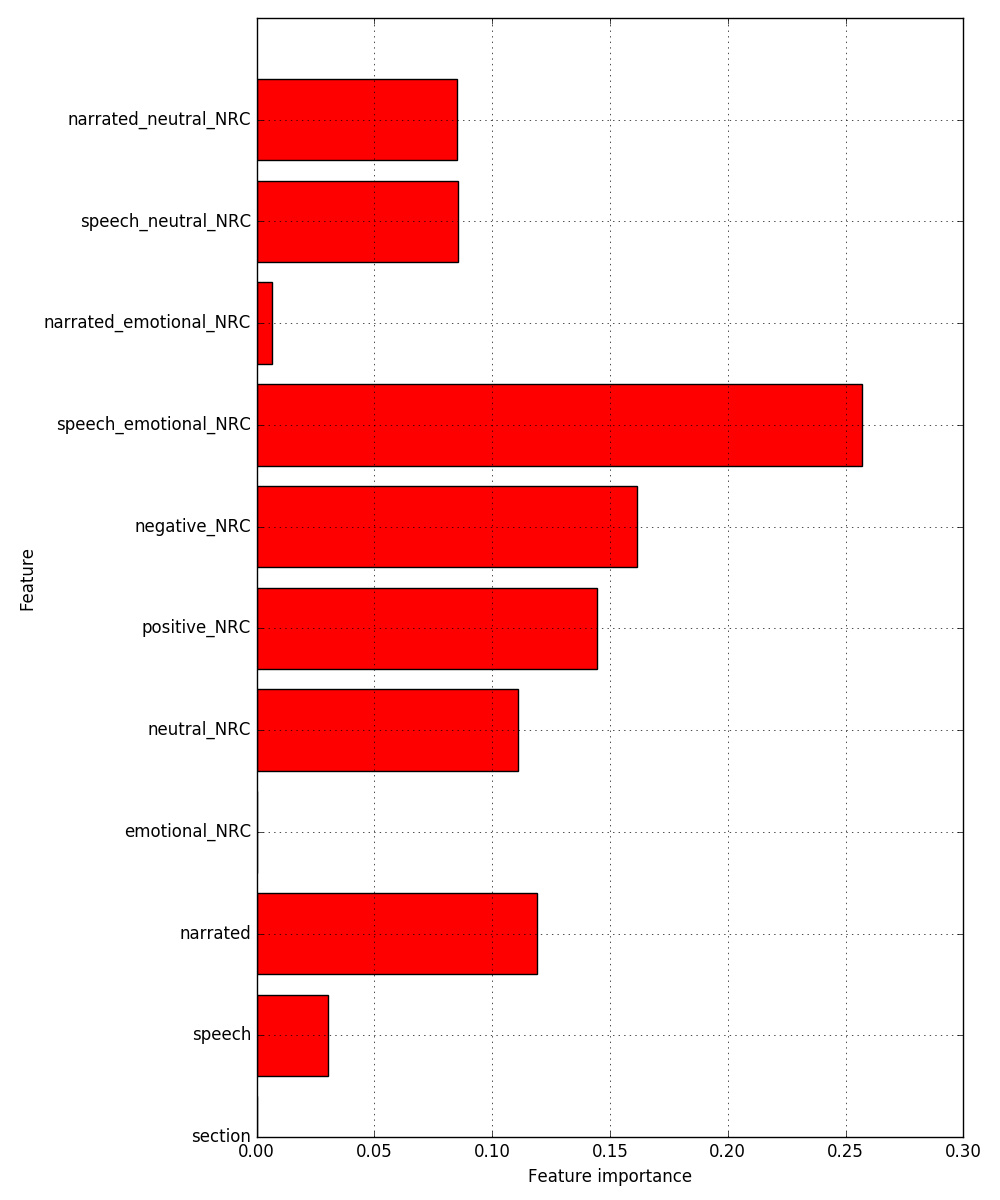 narrated_neutral_NRC
speech_neutral_NRC
narrated_emotional_NRC
speech_emotional_NRC
negative_NRC
positive_NRC
neutral_NRC
emotional_NRC
narrated
speech
section
Feature
0.00 0.05 0.10 0.15 0.20 0.25 0.30
Feature importance